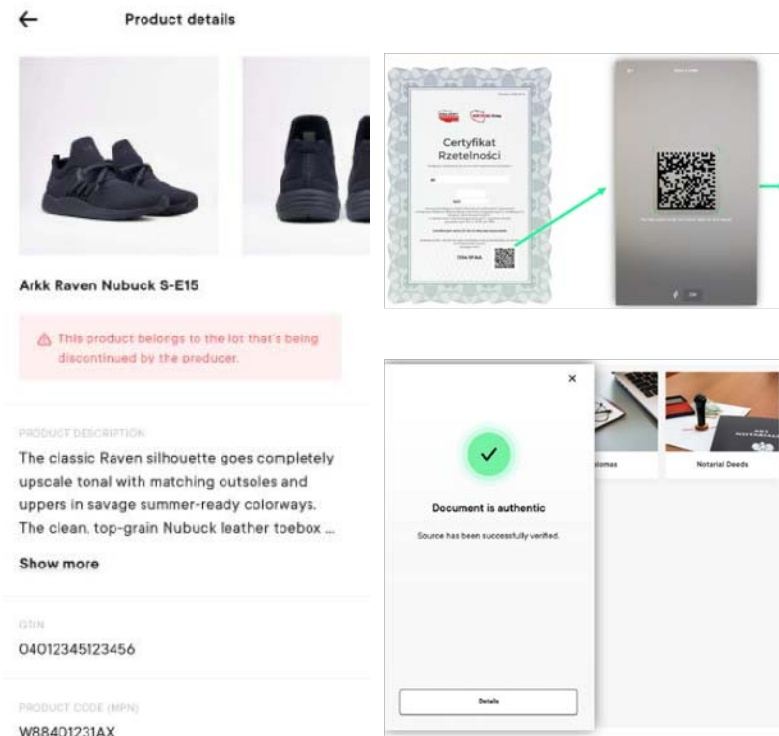 Product details
Arkk Raven Nubuck S-E15
This product belongs to the lot that's being
discontinued by the producer.
PRODUCT DESCRIPTION
The classic Raven silhouette goes completely
upscale tonal with matching outsoles and
uppers in savage summer-ready colorways.
The clean, top-grain Nubuck leather toebox ...
Show more
GTIN
04012345123456
PRODUCT CODE (MPN)
W88401231AX
Certyfikat
Rzetelności
Document is authentic
Source has been successfully verified.
Details
Notarial Deeds